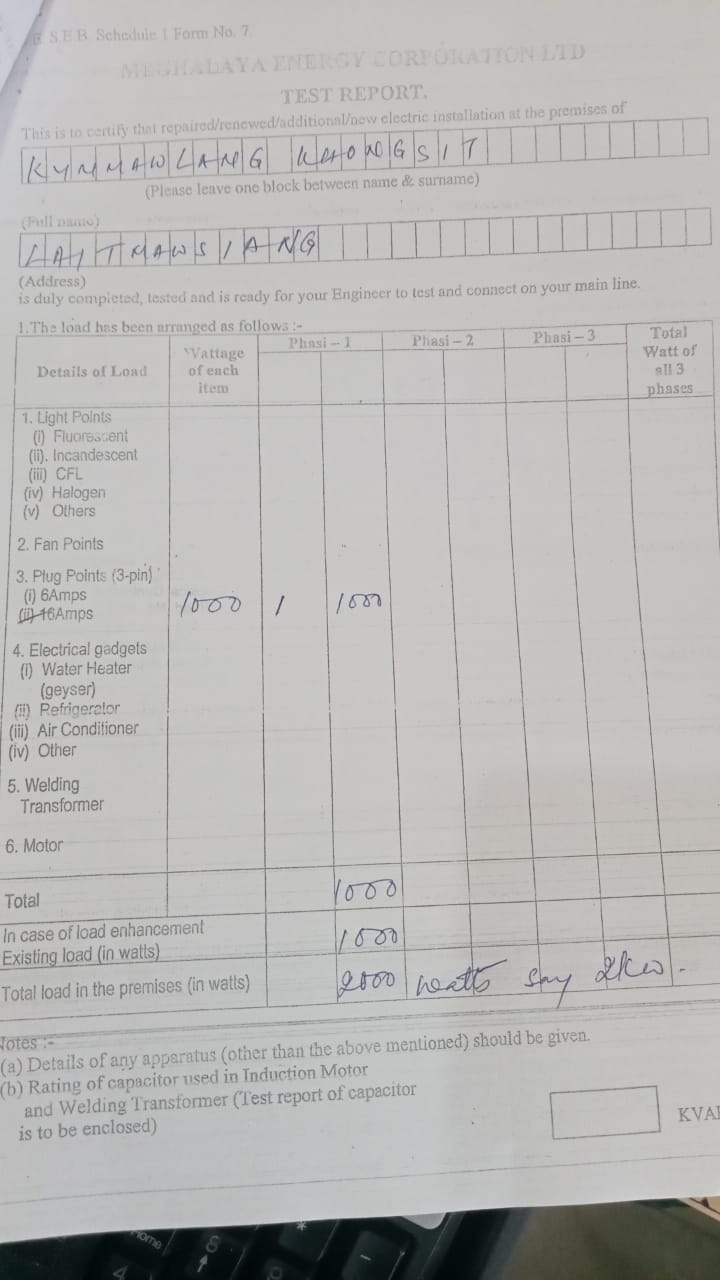 S.E.B. Schedule 1 Form No. 7
MEGHALAYA ENERGY CORPORATION LTD
TEST REPORT.
This is to certify that repaired/renewed/additional/new electric installation at the premises of
KYNMAWLANG KHONGSIT
(Please leave one block between name & surname)
(Full name)
LAITMAWSIANG
(Address)
is duly completed, tested and is ready for your Engineer to test and connect on your main line.
1.The load has been arranged as follows :-
Details of Load Wattage of each item Phasi – 1 Phasi – 2 Phasi – 3 Total Watt of all 3 phases
1. Light Points
(i) Fluorescent
(ii). Incandescent
(iii) CFL
(iv) Halogen
(v) Others
2. Fan Points
3. Plug Points (3-pin)
(i) 6Amps
(ii) 16Amps 1000 1 1000
4. Electrical gadgets
(i) Water Heater
(geyser)
(ii) Refrigerator
(iii) Air Conditioner
(iv) Other
5. Welding
Transformer
6. Motor
Total 1000
In case of load enhancement
Existing load (in watts) 1000
Total load in the premises (in watts) 2000 watts say 2kw.
Notes :-
(a) Details of any apparatus (other than the above mentioned) should be given.
(b) Rating of capacitor used in Induction Motor
and Welding Transformer (Test report of capacitor
is to be enclosed)
KVA
Home
6
4